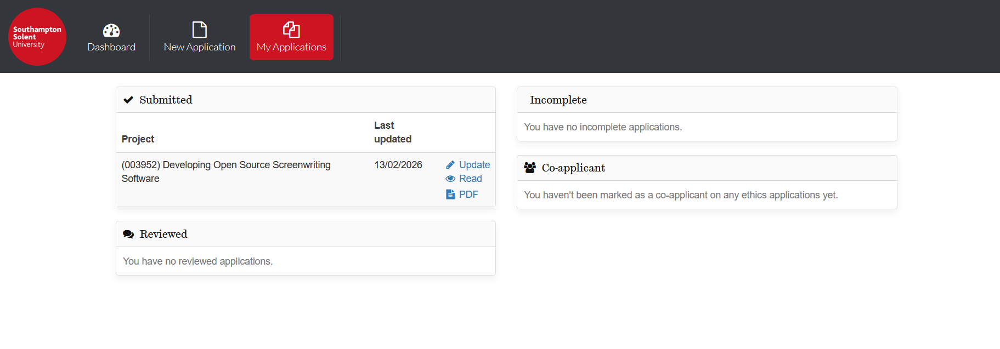 Southampton
Solent
University
Dashboard
New Application
My Applications
Submitted
Project
Last
updated
(003952) Developing Open Source Screenwriting
Software
13/02/2026
Update
Read
PDF
Reviewed
You have no reviewed applications.
Incomplete
You have no incomplete applications.
Co-applicant
You haven't been marked as a co-applicant on any ethics applications yet.